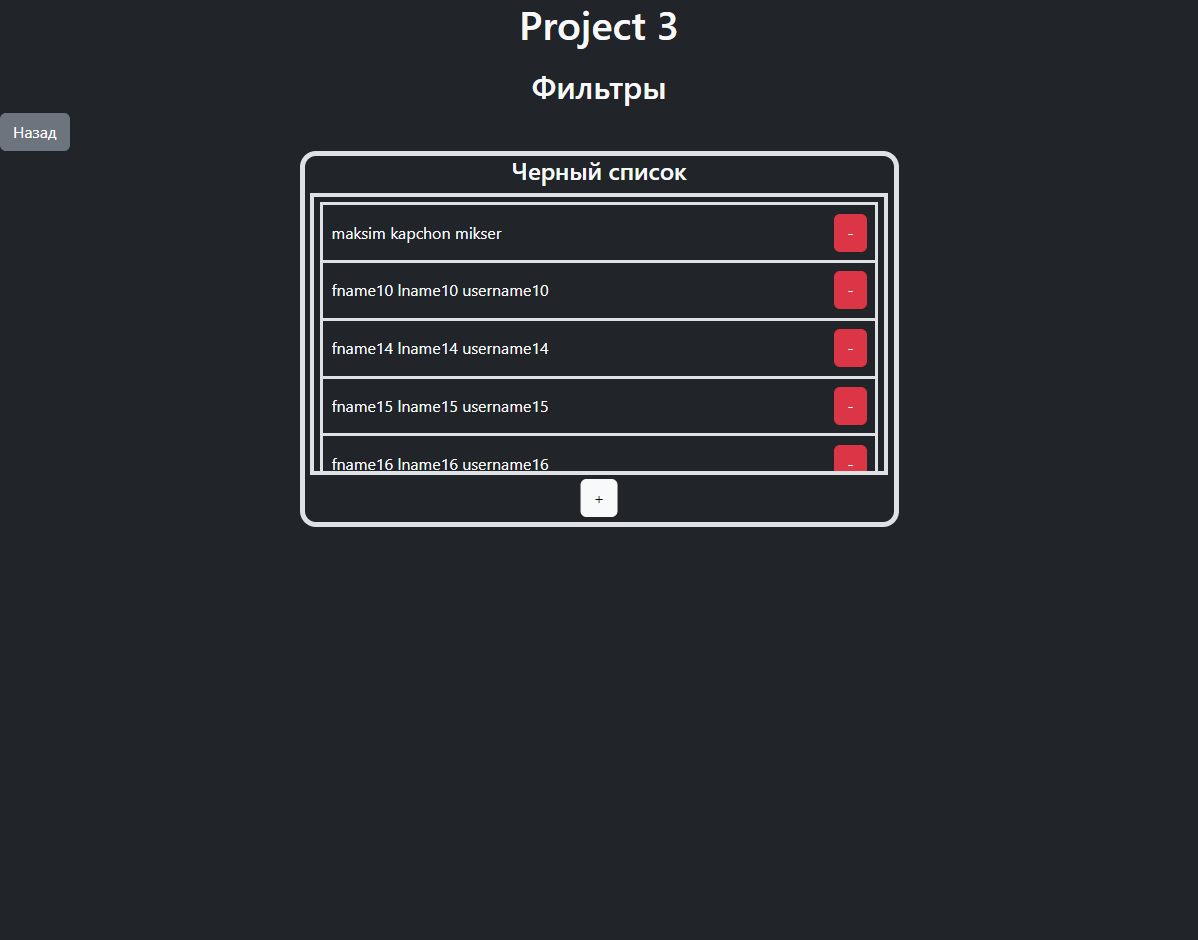 Project 3
Фильтры
Назад
Черный список
maksim kapchon mikser -
fname10 lname10 username10 -
fname14 lname14 username14 -
fname15 lname15 username15 -
fname16 lname16 username16 -
+